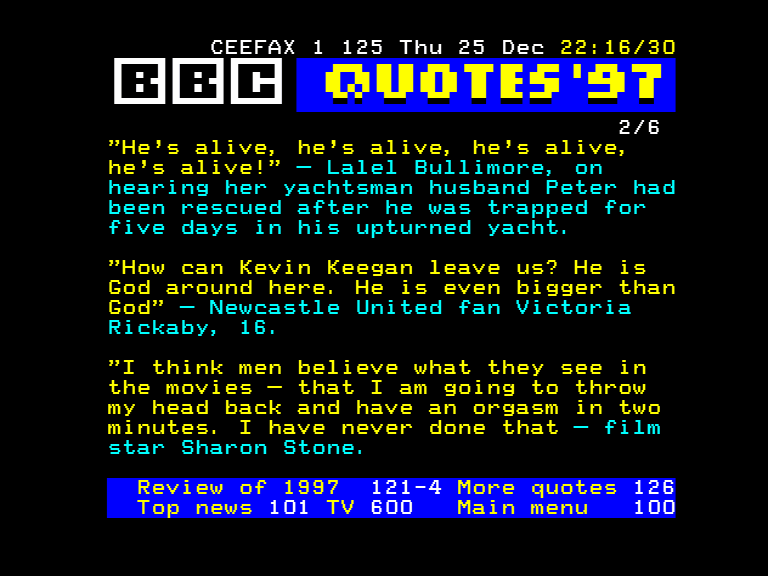 CEEFAX 1 125 Thu 25 Dec 22:16/30
BBC QUOTES'97
2/6
"He's alive, he's alive, he's alive,
he's alive!" — Lalel Bullimore, on
hearing her yachtsman husband Peter had
been rescued after he was trapped for
five days in his upturned yacht.
"How can Kevin Keegan leave us? He is
God around here. He is even bigger than
God" — Newcastle United fan Victoria
Rickaby, 16.
"I think men believe what they see in
the movies — that I am going to throw
my head back and have an orgasm in two
minutes. I have never done that — film
star Sharon Stone.
Review of 1997 121-4 More quotes 126
Top news 101 TV 600 Main menu 100